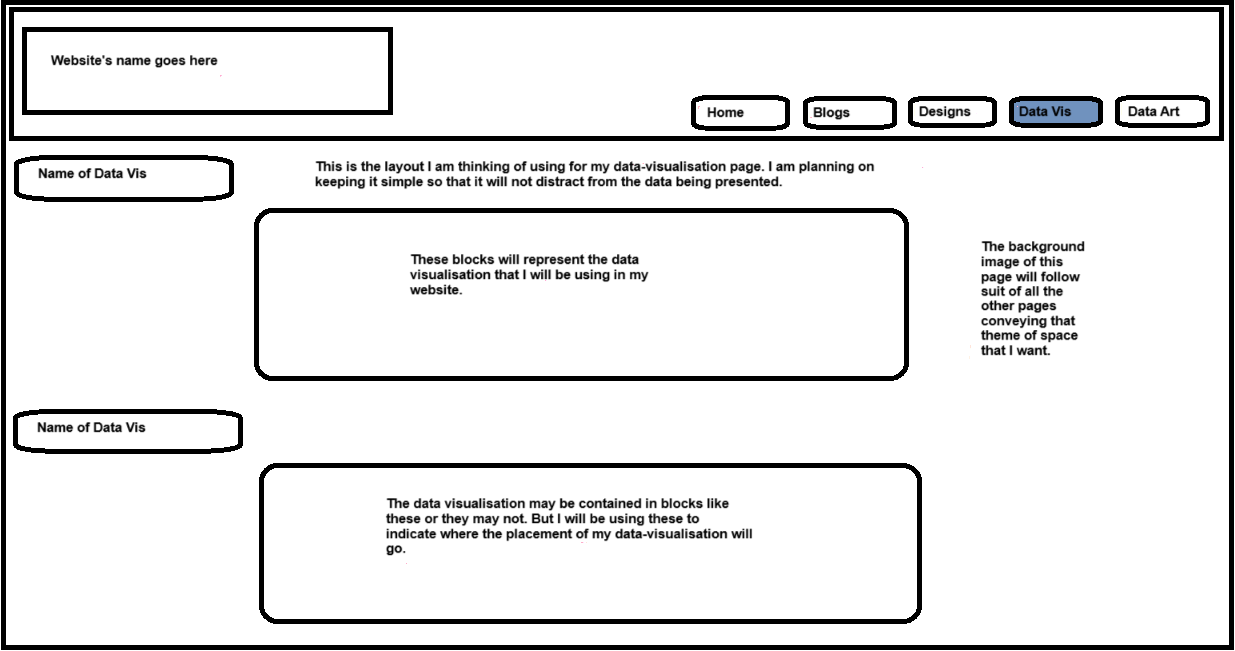 Website's name goes here
Home
Blogs
Designs
Data Vis
Data Art
Name of Data Vis
This is the layout I am thinking of using for my data-visualisation page. I am planning on
keeping it simple so that it will not distract from the data being presented.
These blocks will represent the data
visualisation that I will be using in my
website.
The background
image of this
page will follow
suit of all the
other pages
conveying that
theme of space
that I want.
Name of Data Vis
The data visualisation may be contained in blocks like
these or they may not. But I will be using these to
indicate where the placement of my data-visualisation will
go.